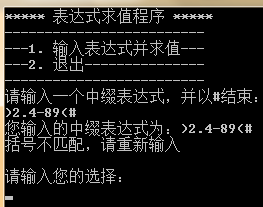 ***** 表达式求值程序 *****
-----------------------
---1. 输入表达式并求值---
---2. 退出--------------
-----------------------
请输入一个中缀表达式，并以#结束：
>2.4-89(#
您输入的中缀表达式为：>2.4-89(#
括号不匹配，请重新输入
请输入您的选择：